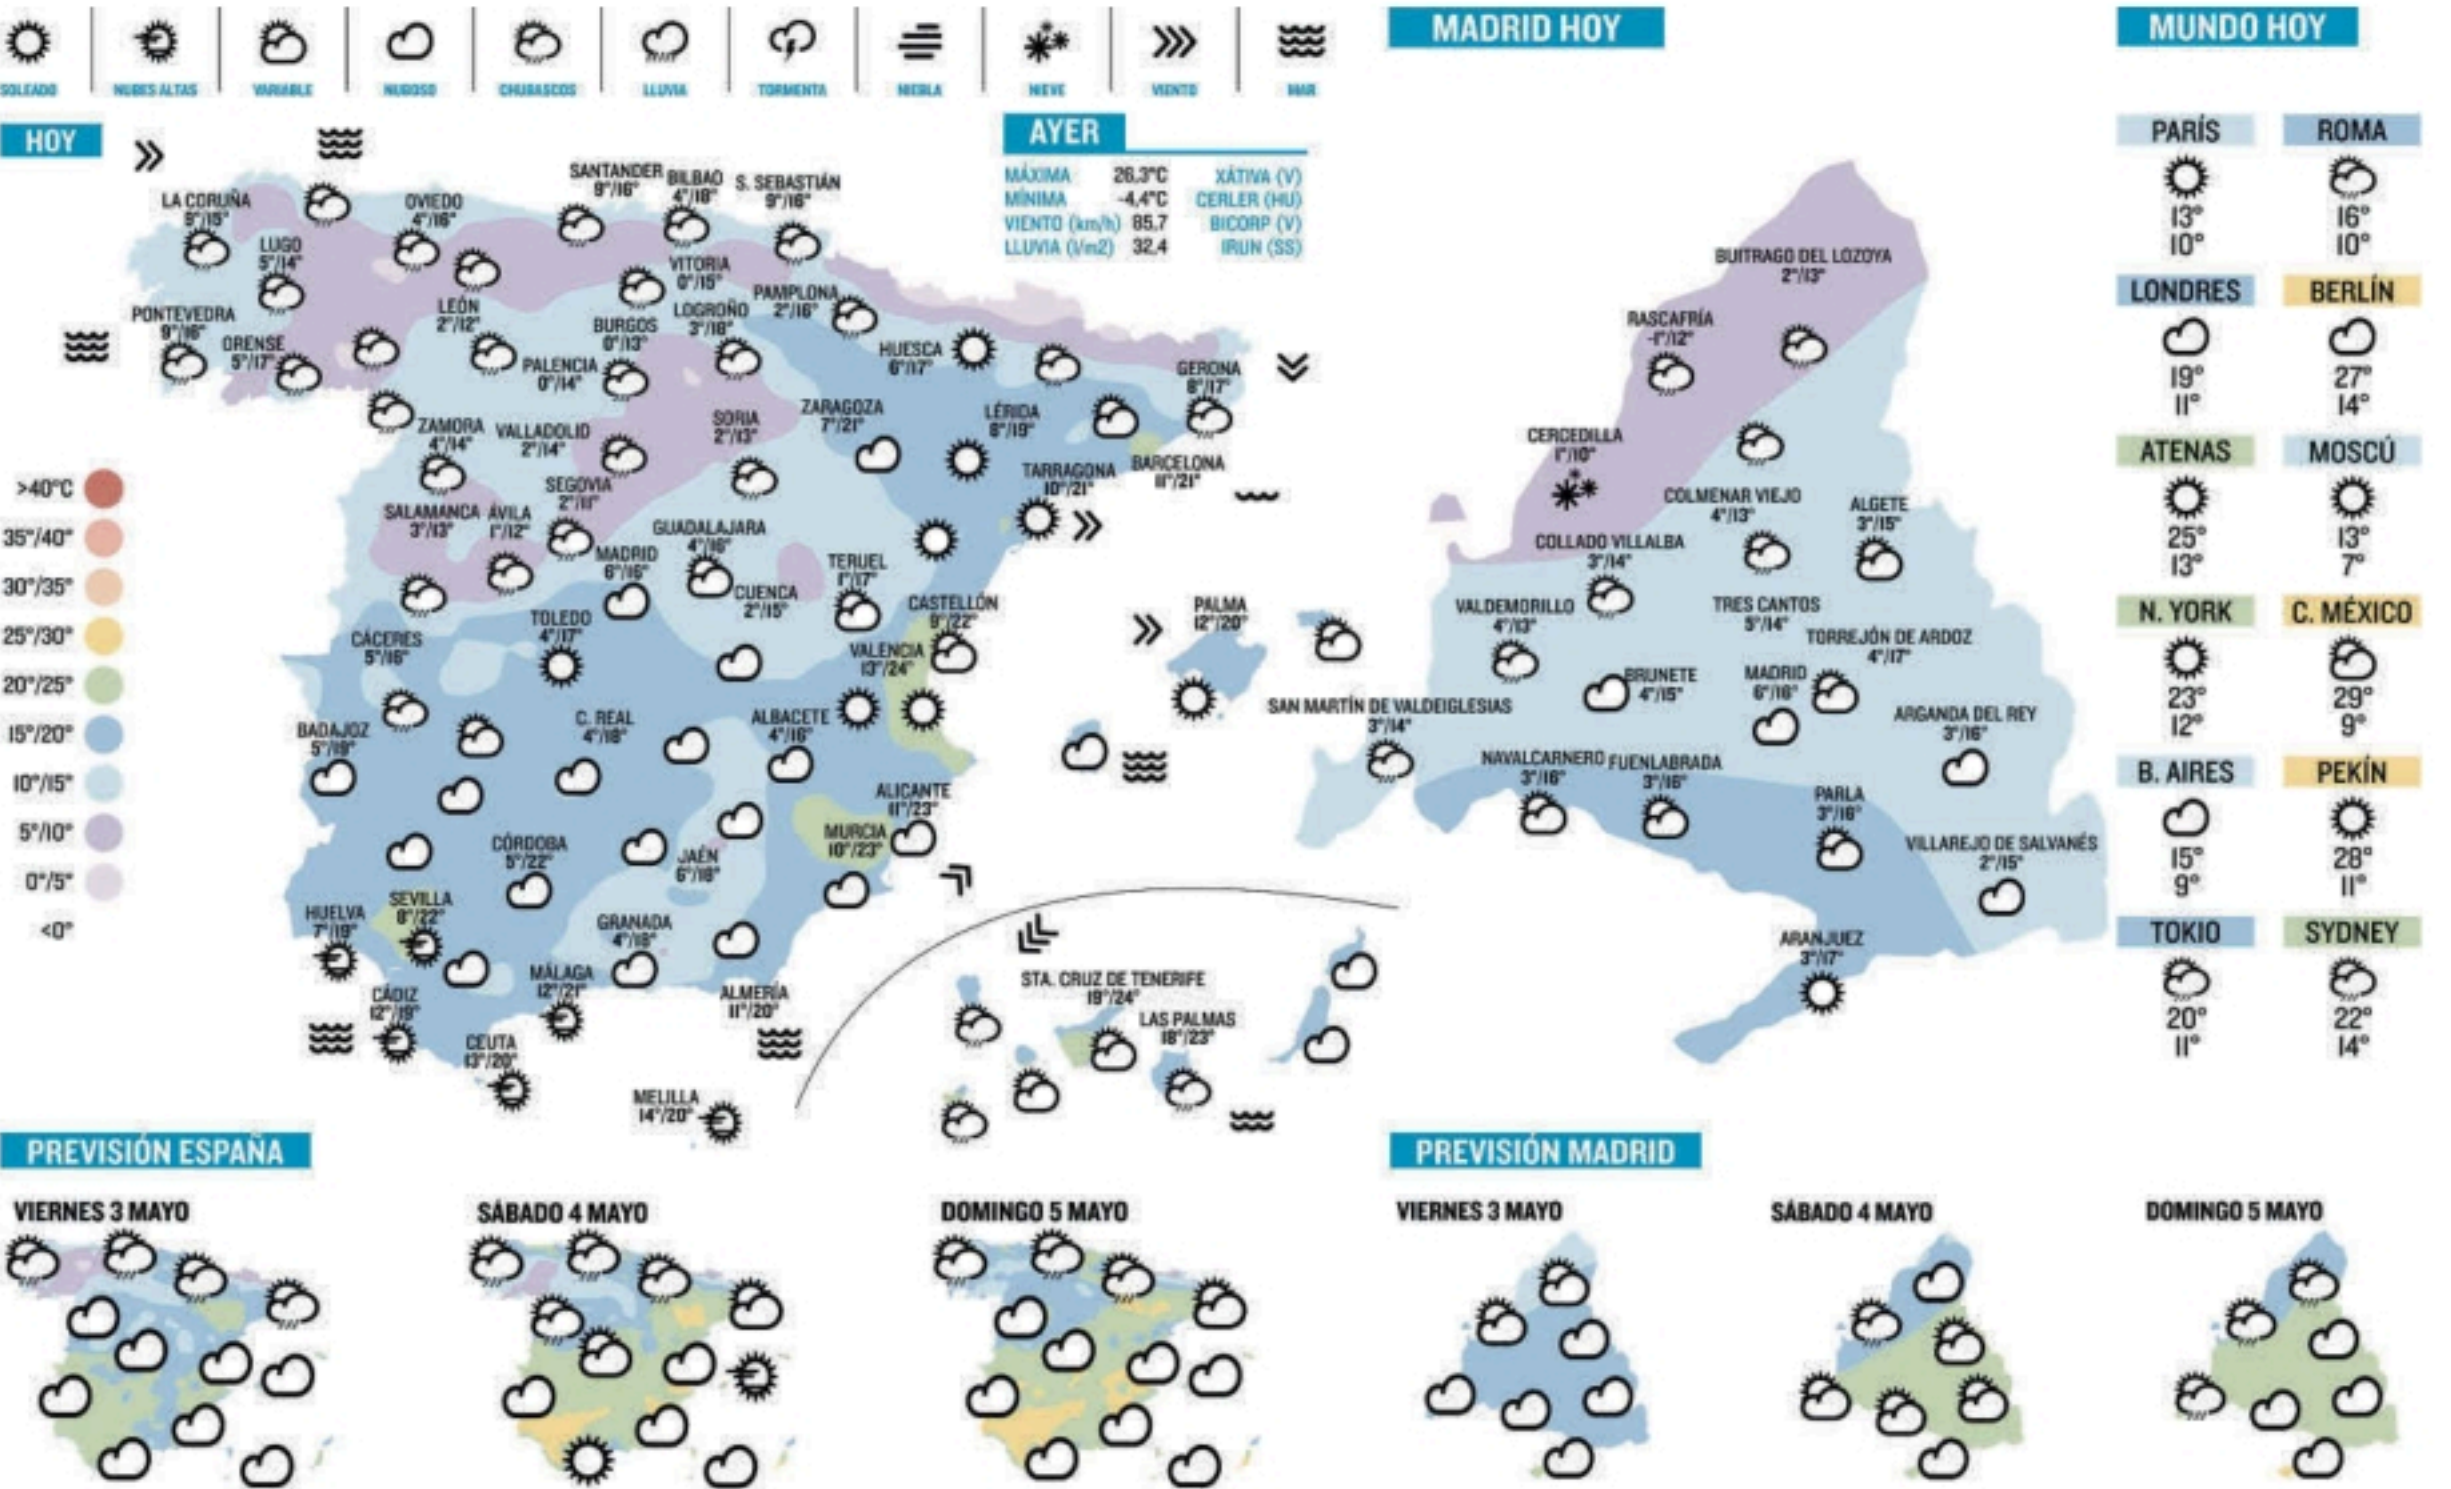 SOLEADO
NUBES ALTAS
VARIABLE
NUBOSO
CHUBASCOS
LLUVIA
TORMENTA
NIEBLA
NIEVE
VIENTO
MAR
HOY
AYER
MÁXIMA 26,3°C XÁTIVA (V)
MÍNIMA -4,4°C CERLER (HU)
VIENTO (km/h) 85,7 BICORP (V)
LLUVIA (l/m2) 32,4 IRUN (SS)
LA CORUÑA
9°/15°
LUGO
5°/14°
OVIEDO
4°/16°
SANTANDER
9°/16°
BILBAO
4°/18°
S. SEBASTIÁN
9°/16°
VITORIA
0°/15°
PAMPLONA
2°/16°
LOGROÑO
3°/18°
PONTEVEDRA
9°/16°
ORENSE
5°/17°
LEÓN
2°/12°
BURGOS
0°/13°
PALENCIA
0°/14°
HUESCA
6°/17°
GERONA
8°/17°
ZAMORA
4°/14°
VALLADOLID
2°/14°
SORIA
2°/13°
ZARAGOZA
7°/21°
LÉRIDA
8°/19°
TARRAGONA
10°/21°
BARCELONA
11°/21°
SEGOVIA
2°/11°
SALAMANCA
3°/13°
ÁVILA
1°/12°
GUADALAJARA
4°/16°
MADRID
6°/16°
TERUEL
1°/17°
CUENCA
2°/15°
CASTELLÓN
9°/22°
PALMA
12°/20°
TOLEDO
4°/17°
CÁCERES
5°/16°
VALENCIA
13°/24°
BADAJOZ
5°/19°
C. REAL
4°/18°
ALBACETE
4°/16°
ALICANTE
11°/23°
MURCIA
10°/23°
CÓRDOBA
5°/22°
JAÉN
6°/18°
SEVILLA
8°/22°
HUELVA
7°/19°
GRANADA
4°/18°
MÁLAGA
12°/21°
ALMERÍA
11°/20°
CÁDIZ
12°/19°
CEUTA
13°/20°
MELILLA
14°/20°
STA. CRUZ DE TENERIFE
19°/24°
LAS PALMAS
18°/23°
>40°C
35°/40°
30°/35°
25°/30°
20°/25°
15°/20°
10°/15°
5°/10°
0°/5°
<0°
MADRID HOY
BUITRAGO DEL LOZOYA
2°/13°
RASCAFRÍA
-1°/12°
CERCEDILLA
1°/10°
COLMENAR VIEJO
4°/13°
ALGETE
3°/15°
COLLADO VILLALBA
3°/14°
VALDEMORILLO
4°/13°
TRES CANTOS
5°/14°
TORREJÓN DE ARDOZ
4°/17°
BRUNETE
4°/15°
MADRID
6°/16°
SAN MARTÍN DE VALDEIGLESIAS
3°/14°
ARGANDA DEL REY
3°/16°
NAVALCARNERO
3°/16°
FUENLABRADA
3°/16°
PARLA
3°/16°
VILLAREJO DE SALVANÉS
2°/15°
ARANJUEZ
3°/17°
MUNDO HOY
PARÍS
13°
10°
ROMA
16°
10°
LONDRES
19°
11°
BERLÍN
27°
14°
ATENAS
25°
13°
MOSCÚ
13°
7°
N. YORK
23°
12°
C. MÉXICO
29°
9°
B. AIRES
15°
9°
PEKÍN
28°
11°
TOKIO
20°
11°
SYDNEY
22°
14°
PREVISIÓN ESPAÑA
VIERNES 3 MAYO
SÁBADO 4 MAYO
DOMINGO 5 MAYO
PREVISIÓN MADRID
VIERNES 3 MAYO
SÁBADO 4 MAYO
DOMINGO 5 MAYO